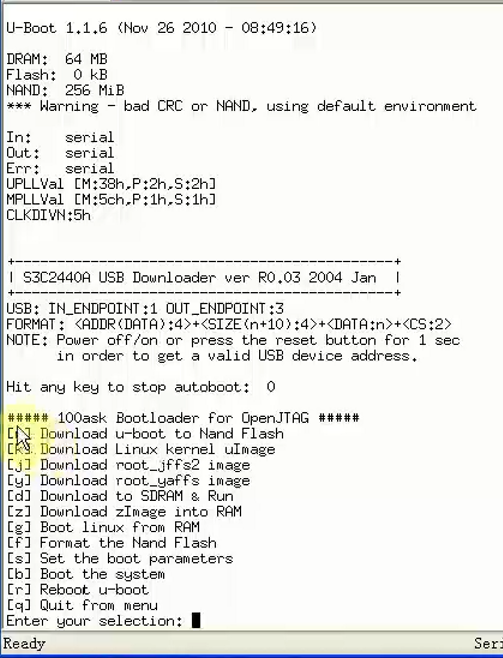 U-Boot 1.1.6 (Nov 26 2010 - 08:49:16)
DRAM: 64 MB
Flash: 0 kB
NAND: 256 MiB
*** Warning - bad CRC or NAND, using default environment
In: serial
Out: serial
Err: serial
UPLLVal [M:38h,P:2h,S:2h]
MPLLVal [M:5ch,P:1h,S:1h]
CLKDIVN:5h
+---------------------------------------------+
| S3C2440A USB Downloader ver R0.03 2004 Jan |
+---------------------------------------------+
USB: IN_ENDPOINT:1 OUT_ENDPOINT:3
FORMAT: <ADDR(DATA):4>+<SIZE(n+10):4>+<DATA:n>+<CS:2>
NOTE: Power off/on or press the reset button for 1 sec
in order to get a valid USB device address.
Hit any key to stop autoboot: 0
##### 100ask Bootloader for OpenJTAG #####
Download u-boot to Nand Flash
[k] Download Linux kernel uImage
[j] Download root_jffs2 image
[y] Download root_yaffs image
[d] Download to SDRAM & Run
[z] Download zImage into RAM
[g] Boot linux from RAM
[f] Format the Nand Flash
[s] Set the boot parameters
[b] Boot the system
[r] Reboot u-boot
[q] Quit from menu
Enter your selection:
Ready